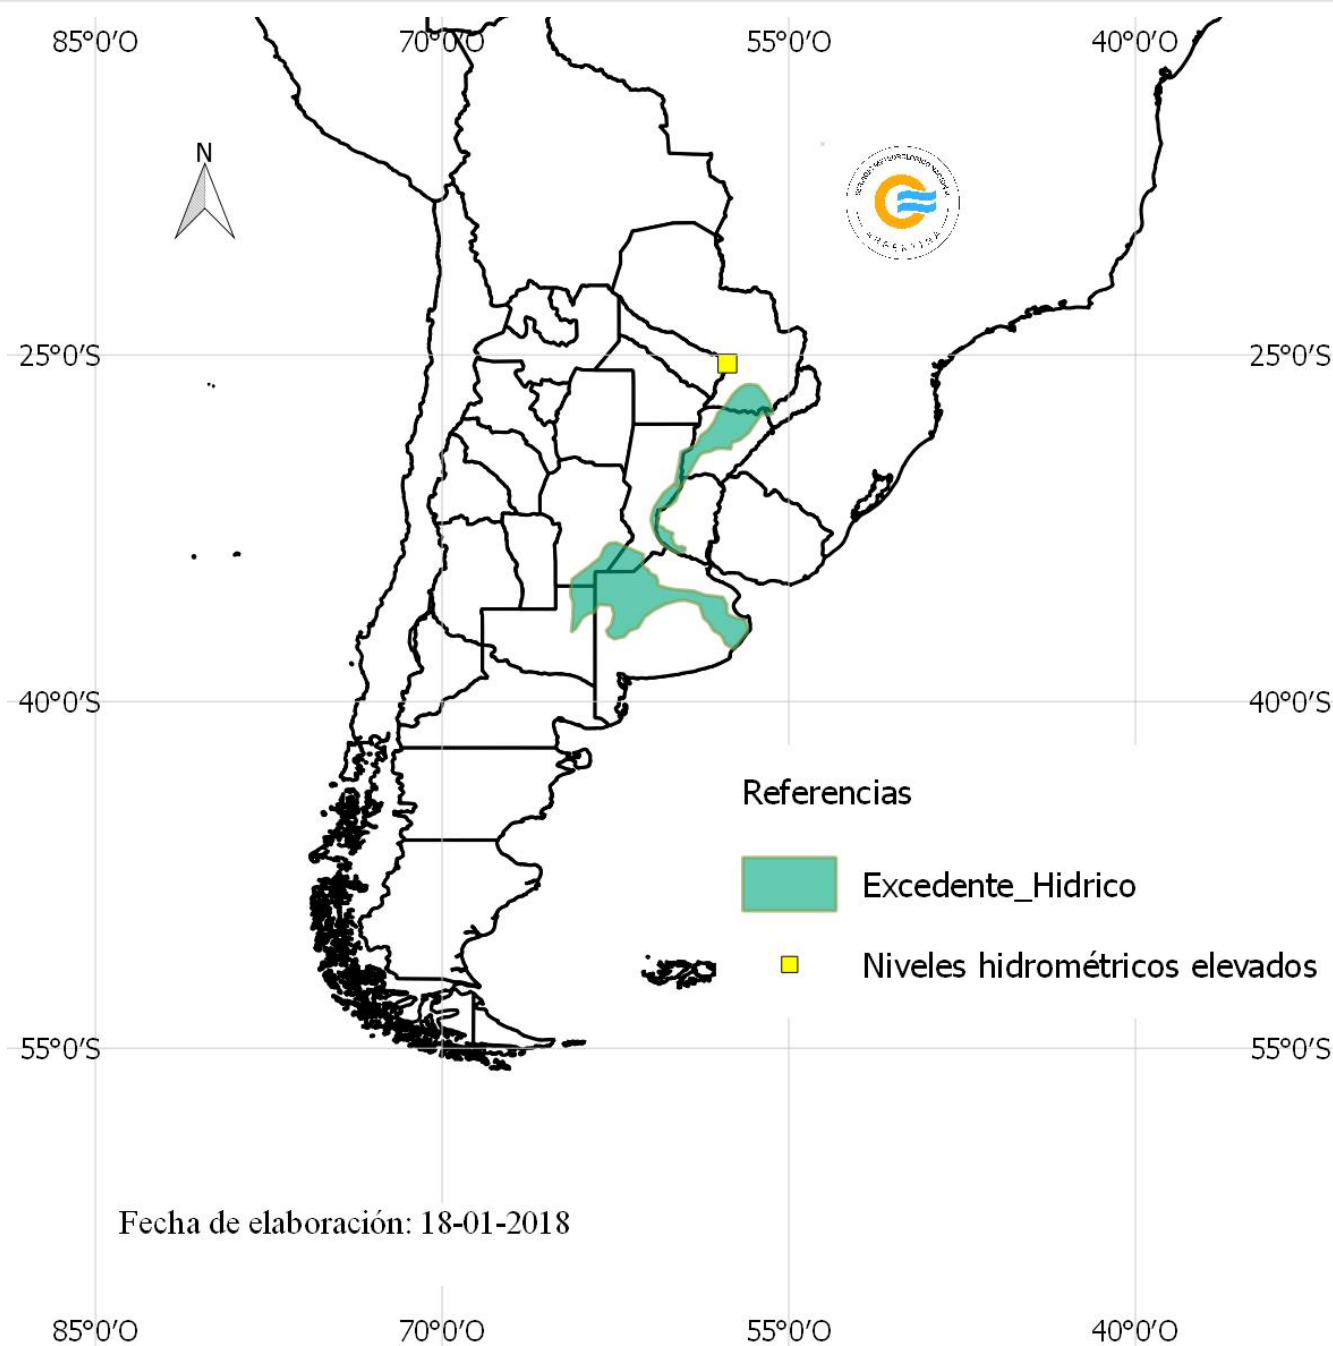 85°0′O 70°0′O 55°0′O 40°0′O
N
ARGENTINA
25°0′S 25°0′S
40°0′S 40°0′S
Referencias
Excedente_Hidrico
Niveles hidrométricos elevados
55°0′S 55°0′S
Fecha de elaboración: 18-01-2018
85°0′O 70°0′O 55°0′O 40°0′O